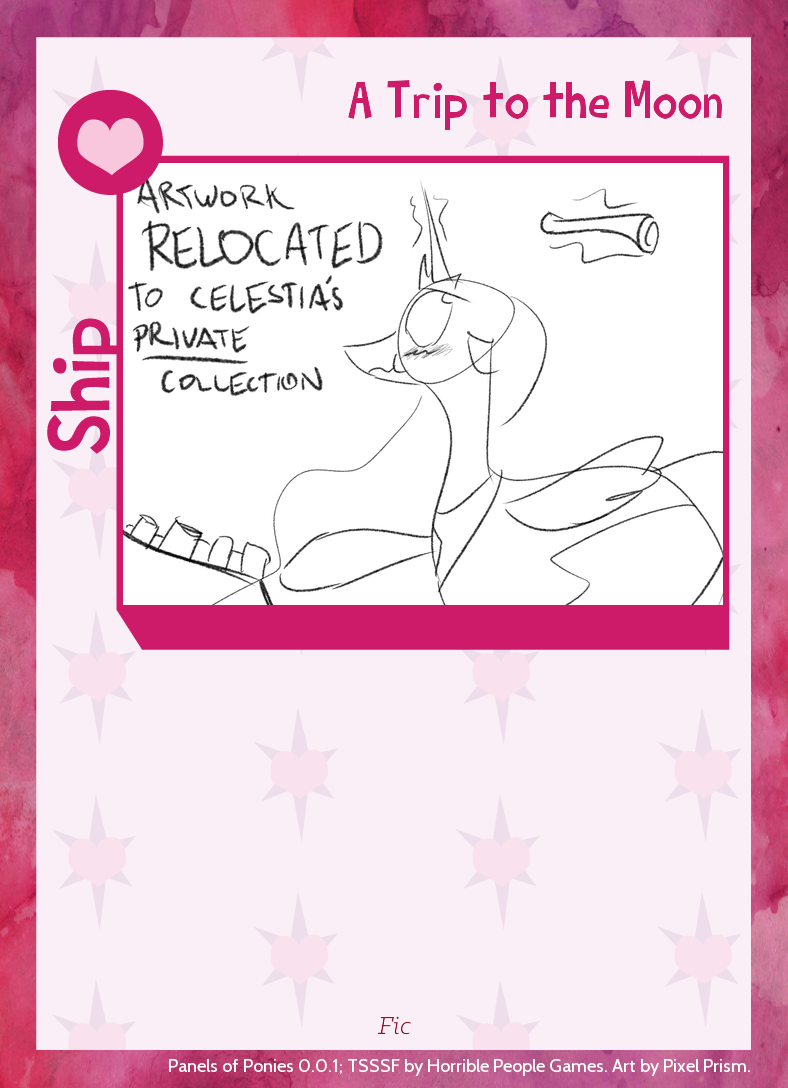 A Trip to the Moon
Ship
ARTWORK
RELOCATED
TO CELESTIA'S
PRIVATE
COLLECTION
Fic
Panels of Ponies 0.0.1; TSSSF by Horrible People Games. Art by Pixel Prism.